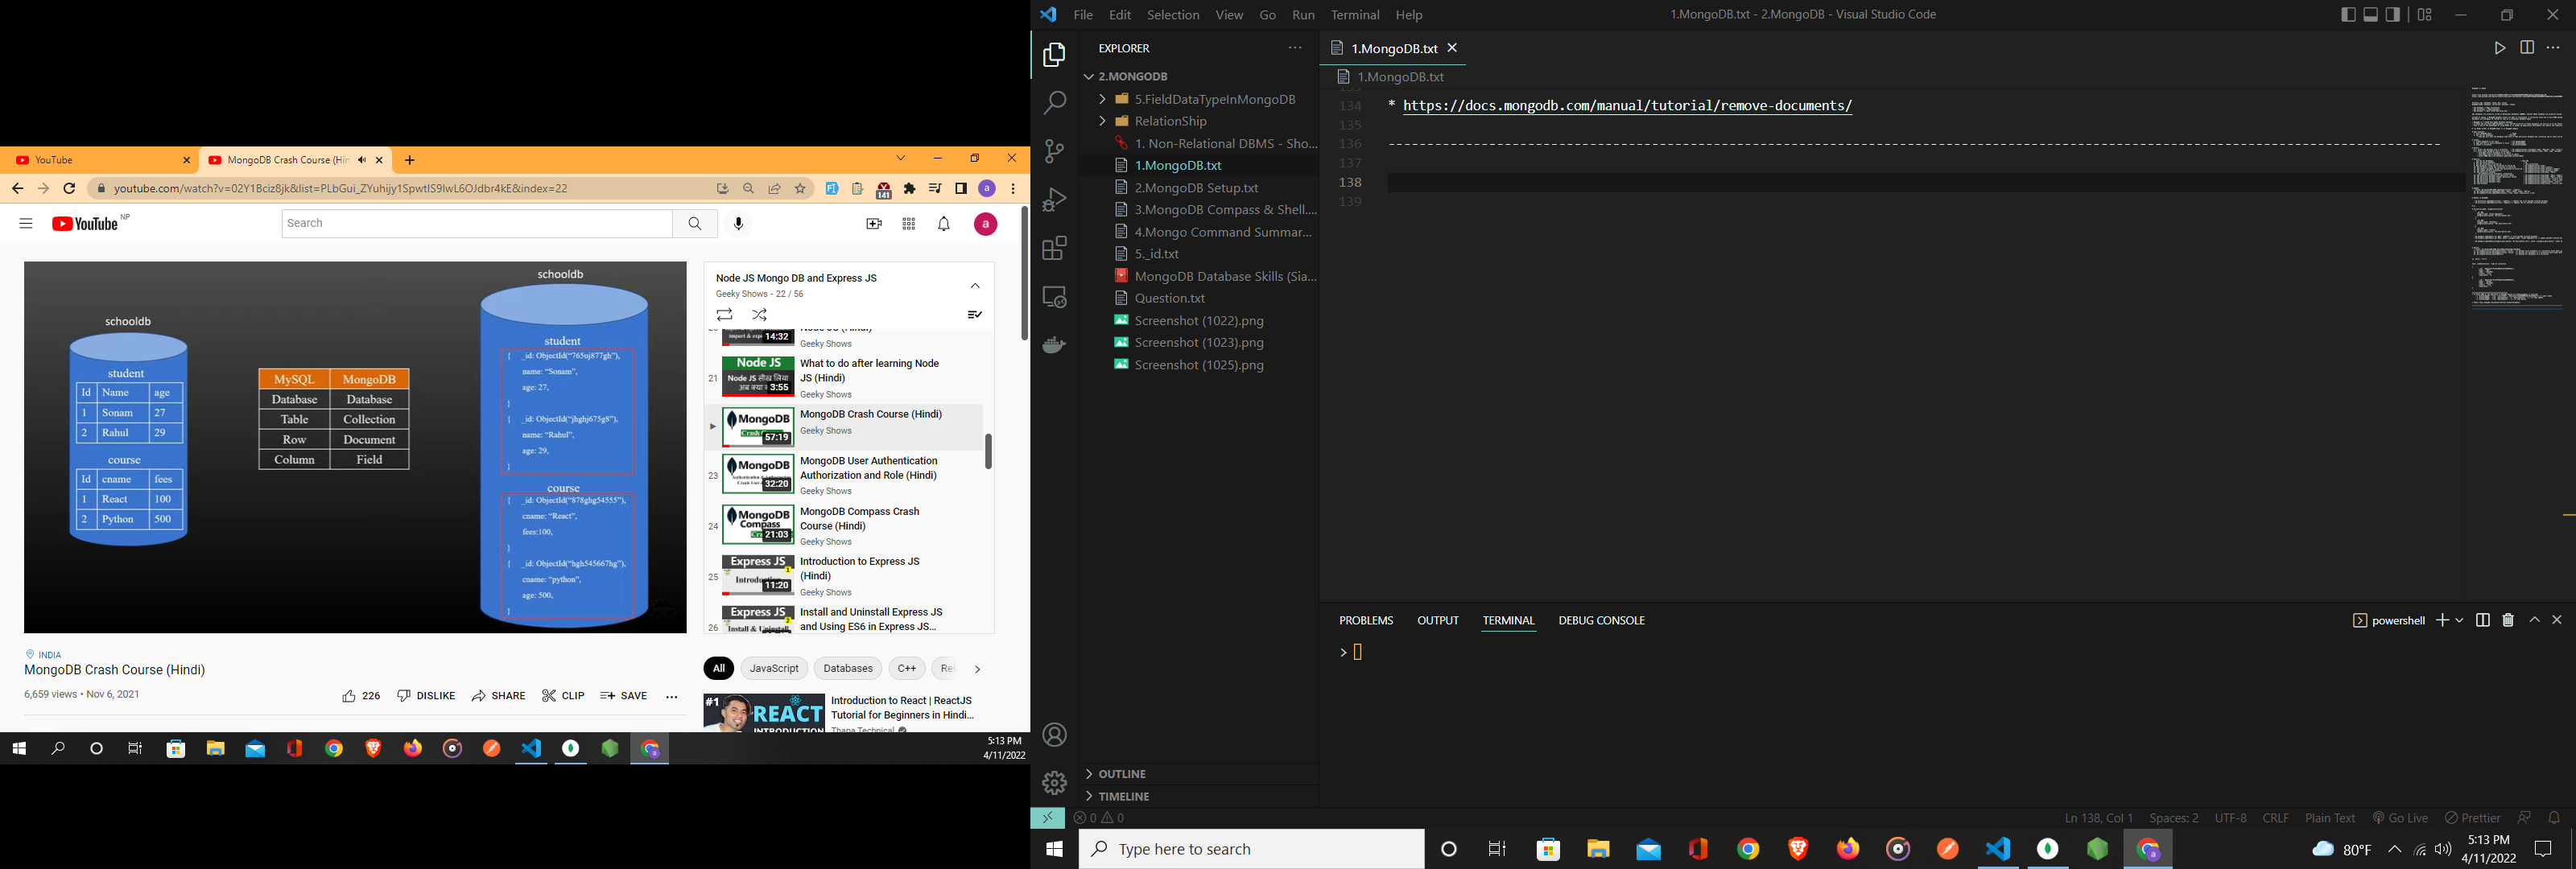 YouTube
MongoDB Crash Course (Hin
youtube.com/watch?v=02Y1Bciz8jk&list=PLbGui_ZYuhijy1SpwtIS9IwL6OJdbr4kE&index=22
141
a
YouTube NP
Search
a
schooldb
student
Id Name age
1 Sonam 27
2 Rahul 29
course
Id cname fees
1 React 100
2 Python 500
MySQL MongoDB
Database Database
Table Collection
Row Document
Column Field
schooldb
student
{ _id: ObjectId("765uj877gh"),
name: "Sonam",
age: 27,
}
{ _id: ObjectId("jhghj675g8"),
name: "Rahul",
age: 29,
}
course
{ _id: ObjectId("878ghg54555"),
cname: "React",
fees:100,
}
{ _id: ObjectId("hgh545667hg"),
cname: "python",
age: 500,
}
INDIA
MongoDB Crash Course (Hindi)
6,659 views • Nov 6, 2021
226 DISLIKE SHARE CLIP SAVE
Node JS Mongo DB and Express JS
Geeky Shows - 22 / 56
14:32
Geeky Shows
21
Node JS
3:55
What to do after learning Node
JS (Hindi)
Geeky Shows
MongoDB
57:19
MongoDB Crash Course (Hindi)
Geeky Shows
23
MongoDB
32:20
MongoDB User Authentication
Authorization and Role (Hindi)
Geeky Shows
24
MongoDB
Compass
21:03
MongoDB Compass Crash
Course (Hindi)
Geeky Shows
25
Express JS
1
11:20
Introduction to Express JS
(Hindi)
Geeky Shows
26
Express JS
2
Install and Uninstall Express JS
and Using ES6 in Express JS...
All JavaScript Databases C++ Rel
#1
REACT
INTRODUCTION
Introduction to React | ReactJS
Tutorial for Beginners in Hindi...
Thapa Technical
5:13 PM
4/11/2022
File Edit Selection View Go Run Terminal Help
1.MongoDB.txt - 2.MongoDB - Visual Studio Code
EXPLORER
2.MONGODB
5.FieldDataTypeInMongoDB
RelationShip
1. Non-Relational DBMS - Sho...
1.MongoDB.txt
2.MongoDB Setup.txt
3.MongoDB Compass & Shell....
4.Mongo Command Summar...
5._id.txt
MongoDB Database Skills (Sia...
Question.txt
Screenshot (1022).png
Screenshot (1023).png
Screenshot (1025).png
OUTLINE
TIMELINE
1.MongoDB.txt
1.MongoDB.txt
134 * https://docs.mongodb.com/manual/tutorial/remove-documents/
135
136
137
138
139
PROBLEMS OUTPUT TERMINAL DEBUG CONSOLE
powershell
>
0 0
Ln 138, Col 1 Spaces: 2 UTF-8 CRLF Plain Text Go Live Prettier
Type here to search
80°F
5:13 PM
4/11/2022